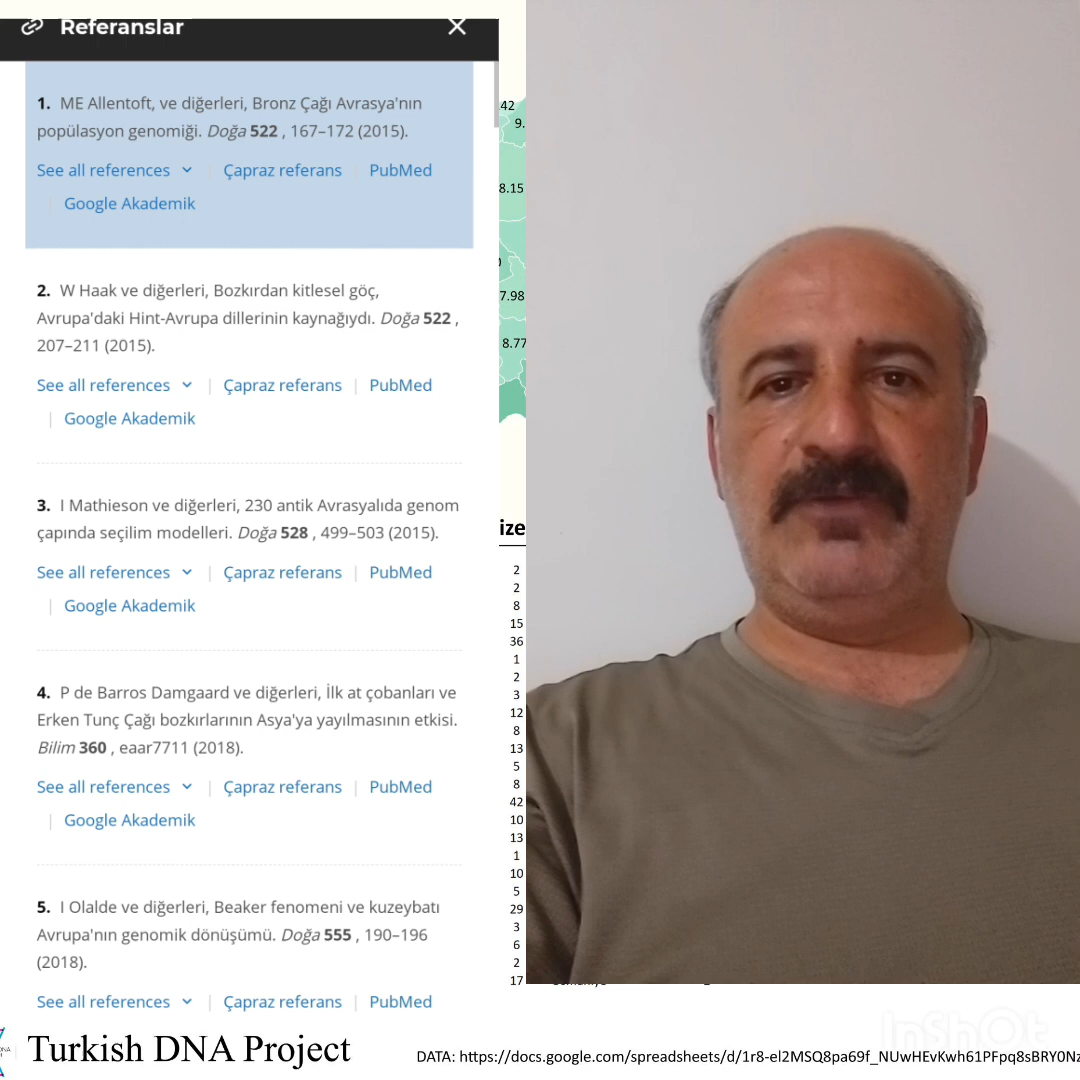 Referanslar
1. ME Allentoft, ve diğerleri, Bronz Çağı Avrasya'nın
popülasyon genomiği. Doğa 522 , 167–172 (2015).
See all references Çapraz referans | PubMed
| Google Akademik
2. W Haak ve diğerleri, Bozkırdan kitlesel göç,
Avrupa'daki Hint-Avrupa dillerinin kaynağıydı. Doğa 522 ,
207–211 (2015).
See all references | Çapraz referans | PubMed
| Google Akademik
3. I Mathieson ve diğerleri, 230 antik Avrasyalıda genom
çapında seçilim modelleri. Doğa 528 , 499–503 (2015).
See all references | Çapraz referans | PubMed
| Google Akademik
4. P de Barros Damgaard ve diğerleri, İlk at çobanları ve
Erken Tunç Çağı bozkırlarının Asya'ya yayılmasının etkisi.
Bilim 360 , eaar7711 (2018).
See all references | Çapraz referans | PubMed
| Google Akademik
5. I Olalde ve diğerleri, Beaker fenomeni ve kuzeybatı
Avrupa'nın genomik dönüşümü. Doğa 555 , 190–196
(2018).
See all references | Çapraz referans | PubMed
42
9.
8.15
7.98
8.77
ize
2
2
8
15
36
1
2
3
12
8
13
5
8
42
10
13
1
10
5
29
3
6
2
17
Turkish DNA Project
DATA: https://docs.google.com/spreadsheets/d/1r8-el2MSQ8pa69f_NUwHEvKwh61PFpq8sBRY0Nz
InShOt